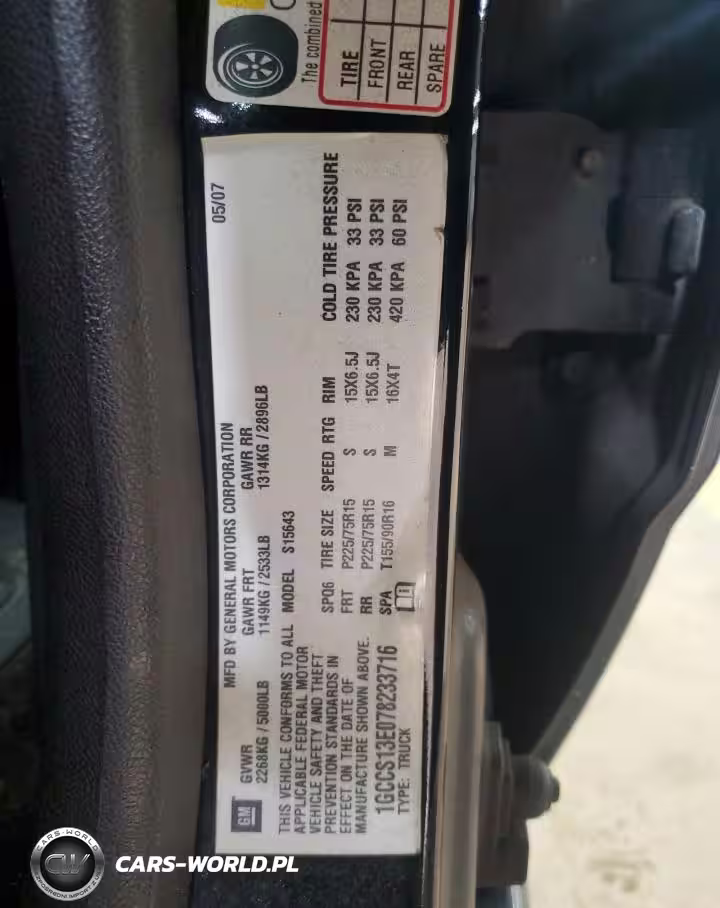 The combined
TIRE
FRONT
REAR
SPARE
05/07
MFD BY GENERAL MOTORS CORPORATION
GM
GVWR GAWR FRT GAWR RR
2268KG / 5000LB 1149KG / 2533LB 1314KG / 2896LB
THIS VEHICLE CONFORMS TO ALL
APPLICABLE FEDERAL MOTOR
VEHICLE SAFETY AND THEFT
PREVENTION STANDARDS IN
EFFECT ON THE DATE OF
MANUFACTURE SHOWN ABOVE.
1GCCS13E078233716
TYPE: TRUCK
MODEL S15643
SPQ6 TIRE SIZE SPEED RTG RIM COLD TIRE PRESSURE
FRT P225/75R15 S 15X6.5J 230 KPA 33 PSI
RR P225/75R15 S 15X6.5J 230 KPA 33 PSI
SPA T155/90R16 M 16X4T 420 KPA 60 PSI
CARS-WORLD
CW
CARS-WORLD.PL